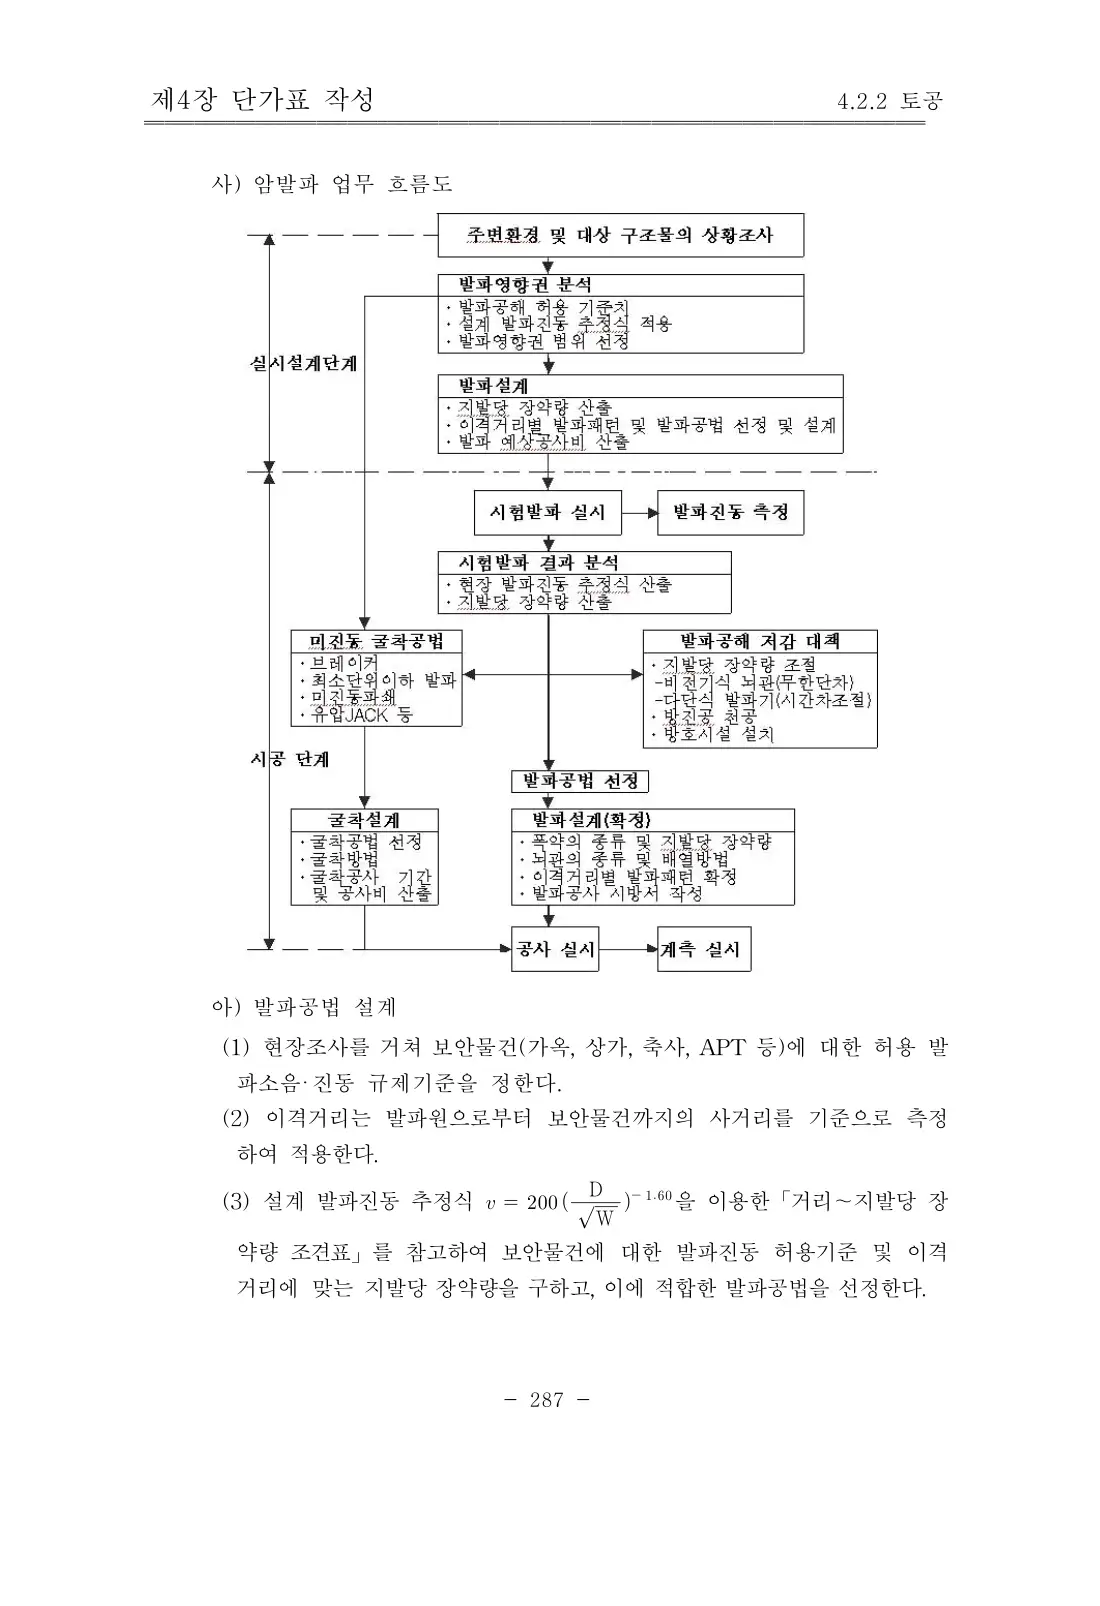 제4장 단가표 작성
4.2.2 토공
사) 암발파 업무 흐름도
주변환경 및 대상 구조물의 상황조사
발파영향권 분석
· 발파공해 허용 기준치
· 설계 발파진동 추정식 적용
· 발파영향권 범위 선정
실시설계단계
발파설계
· 지발당 장약량 산출
· 이격거리별 발파패턴 및 발파공법 선정 및 설계
· 발파 예상공사비 산출
시험발파 실시
발파진동 측정
시험발파 결과 분석
· 현장 발파진동 추정식 산출
· 지발당 장약량 산출
미진동 굴착공법
· 브레이커
· 최소단위이하 발파
· 미진동파쇄
· 유압JACK 등
발파공해 저감 대책
· 지발당 장약량 조절
-비전기식 뇌관(무한단차)
-다단식 발파기(시간차조절)
· 방진공 천공
· 방호시설 설치
시공 단계
발파공법 선정
굴착설계
· 굴착공법 선정
· 굴착방법
· 굴착공사 기간
및 공사비 산출
발파설계(확정)
· 폭약의 종류 및 지발당 장약량
· 뇌관의 종류 및 배열방법
· 이격거리별 발파패턴 확정
· 발파공사 시방서 작성
공사 실시
계측 실시
아) 발파공법 설계
(1) 현장조사를 거쳐 보안물건(가옥, 상가, 축사, APT 등)에 대한 허용 발
파소음·진동 규제기준을 정한다.
(2) 이격거리는 발파원으로부터 보안물건까지의 사거리를 기준으로 측정
하여 적용한다.
(3) 설계 발파진동 추정식 v = 200(D/√W)^-1.60을 이용한「거리~지발당 장
약량 조견표」를 참고하여 보안물건에 대한 발파진동 허용기준 및 이격
거리에 맞는 지발당 장약량을 구하고, 이에 적합한 발파공법을 선정한다.
- 287 -